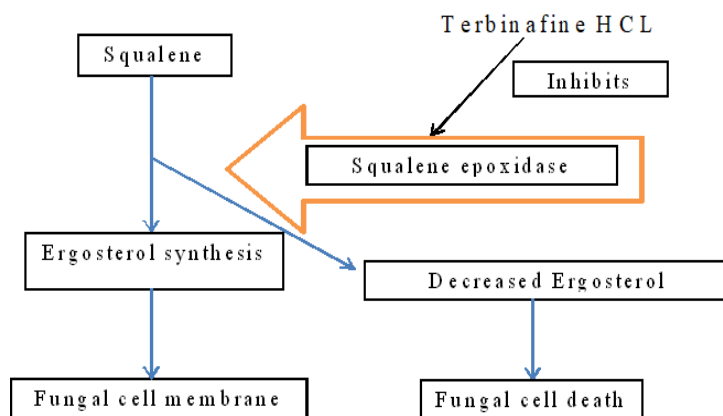 Terbinafine HCL
Squalene
Inhibits
Squalene epoxidase
Ergosterol synthesis
Decreased Ergosterol
Fungal cell membrane
Fungal cell death